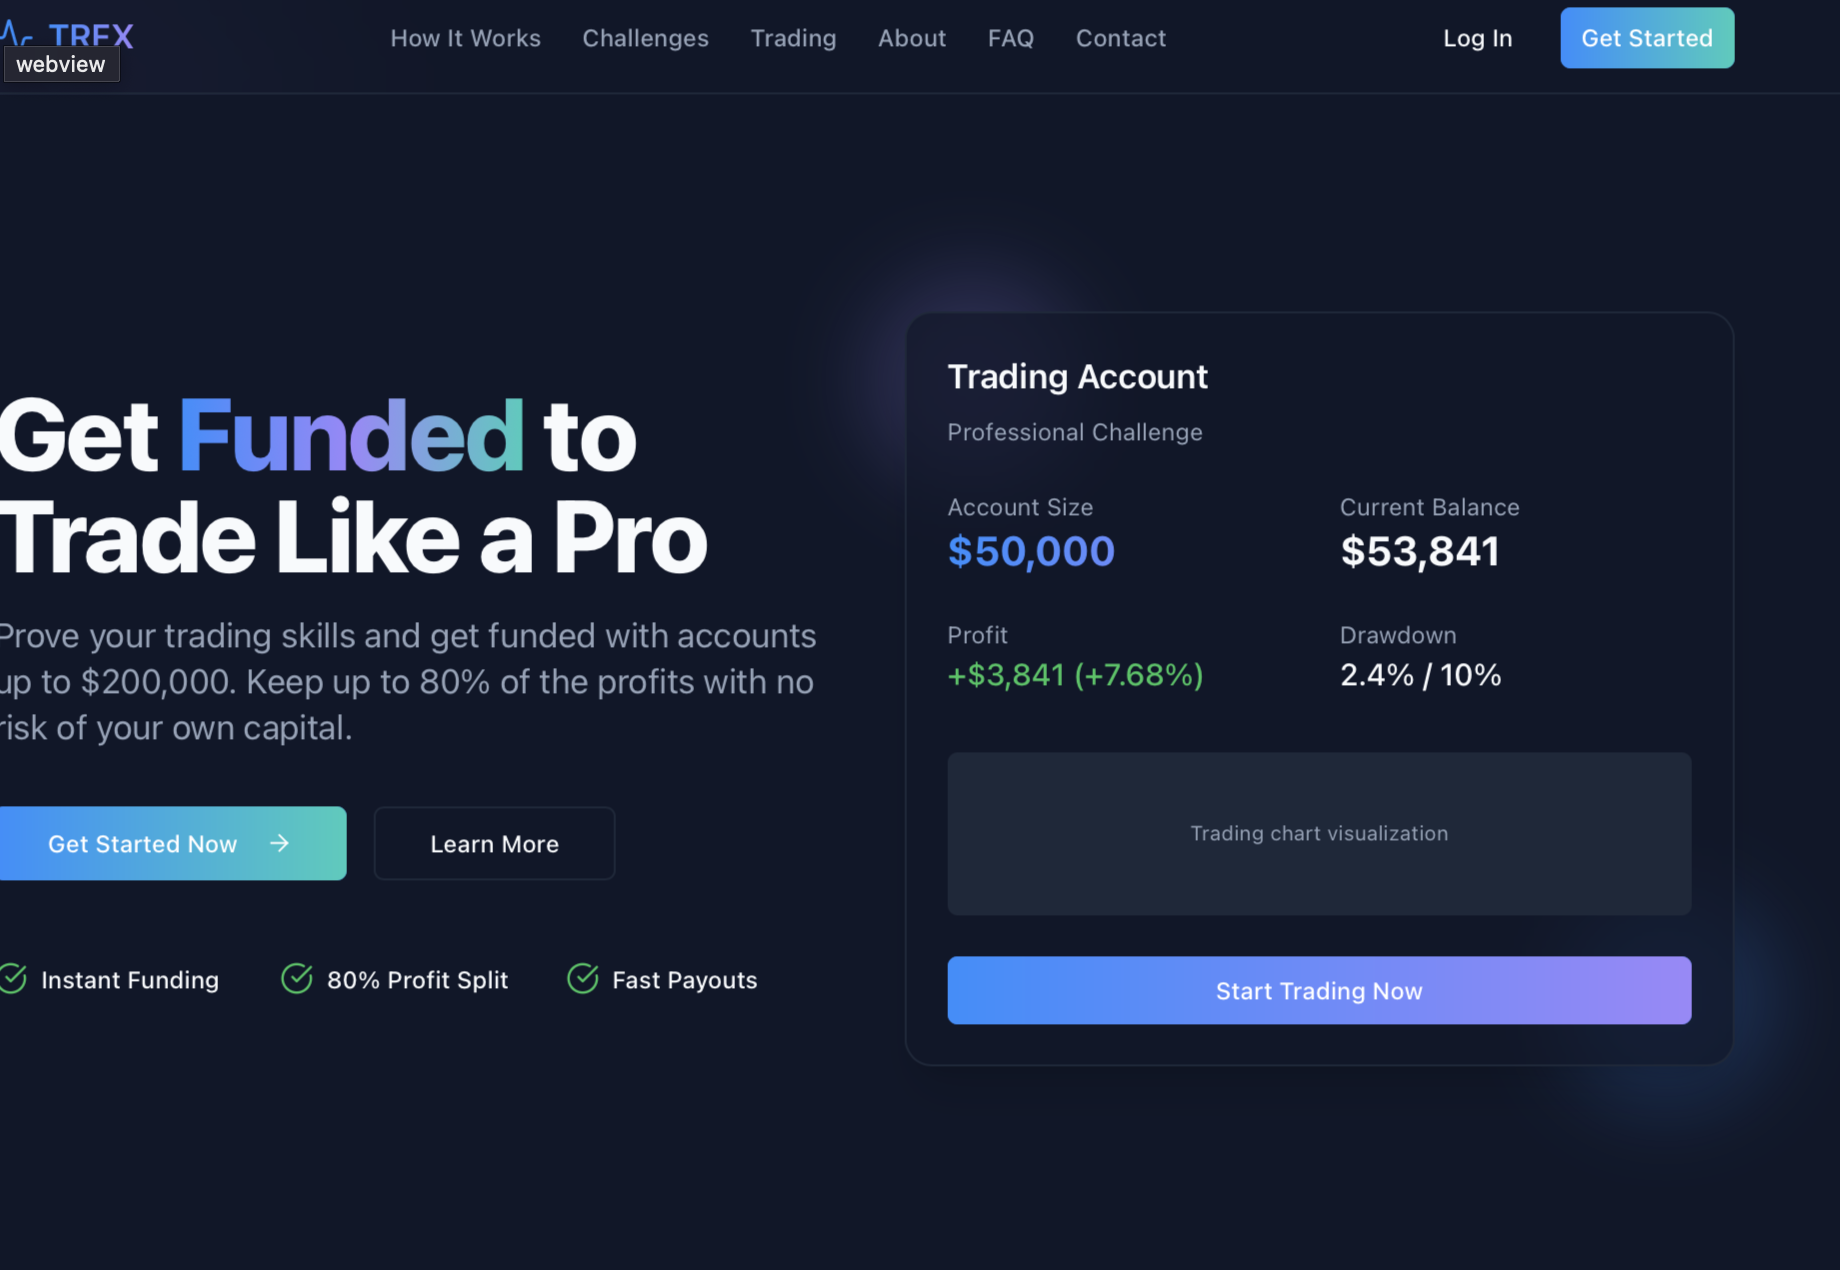 TREX
webview
How It Works
Challenges
Trading
About
FAQ
Contact
Log In
Get Started
Get Funded to
Trade Like a Pro
Prove your trading skills and get funded with accounts
up to $200,000. Keep up to 80% of the profits with no
risk of your own capital.
Get Started Now
Learn More
Instant Funding
80% Profit Split
Fast Payouts
Trading Account
Professional Challenge
Account Size
$50,000
Current Balance
$53,841
Profit
+$3,841 (+7.68%)
Drawdown
2.4% / 10%
Trading chart visualization
Start Trading Now